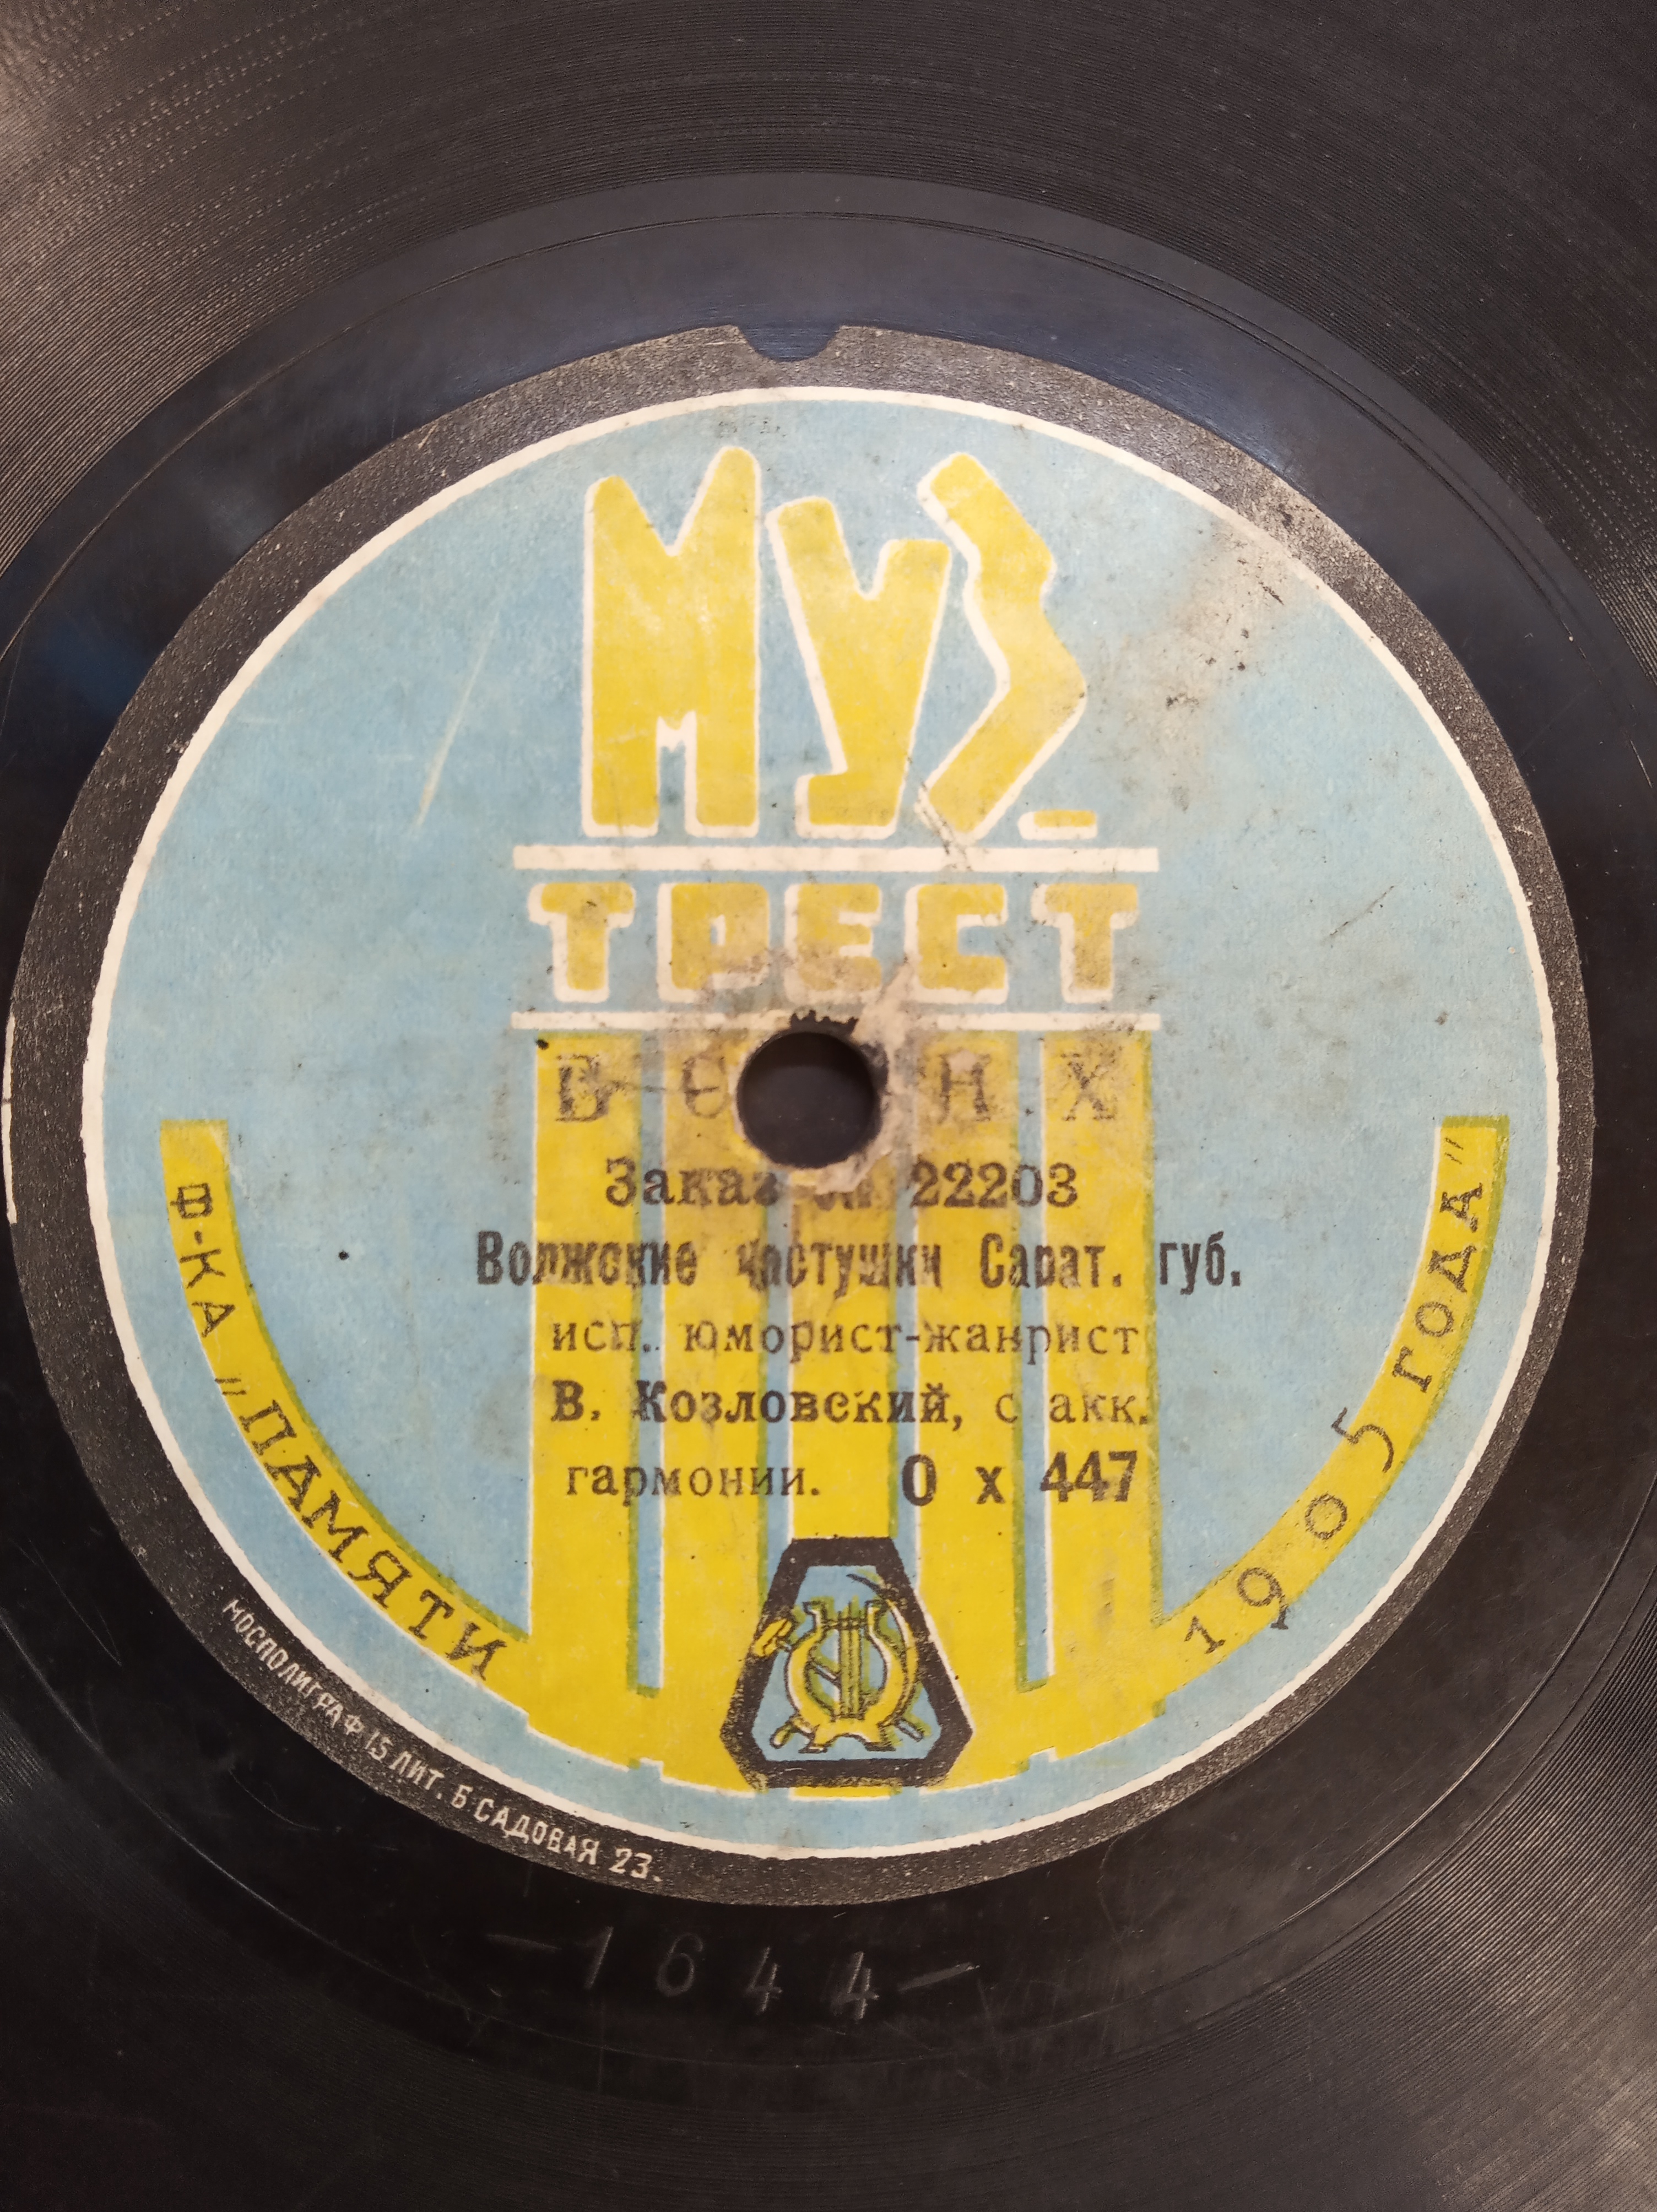 МУЗ-
ТРЕСТ
Заказ № 22203
Волжские частушки Сарат. губ.
исп. юморист-жанрист
В. Козловский, с акк.
гармонии. О х 447
Ф-КА „ПАМЯТИ 1905 ГОДА"
МОСПОЛИГРАФ 15 ЛИТ. Б САДОВАЯ 23.
-1644-